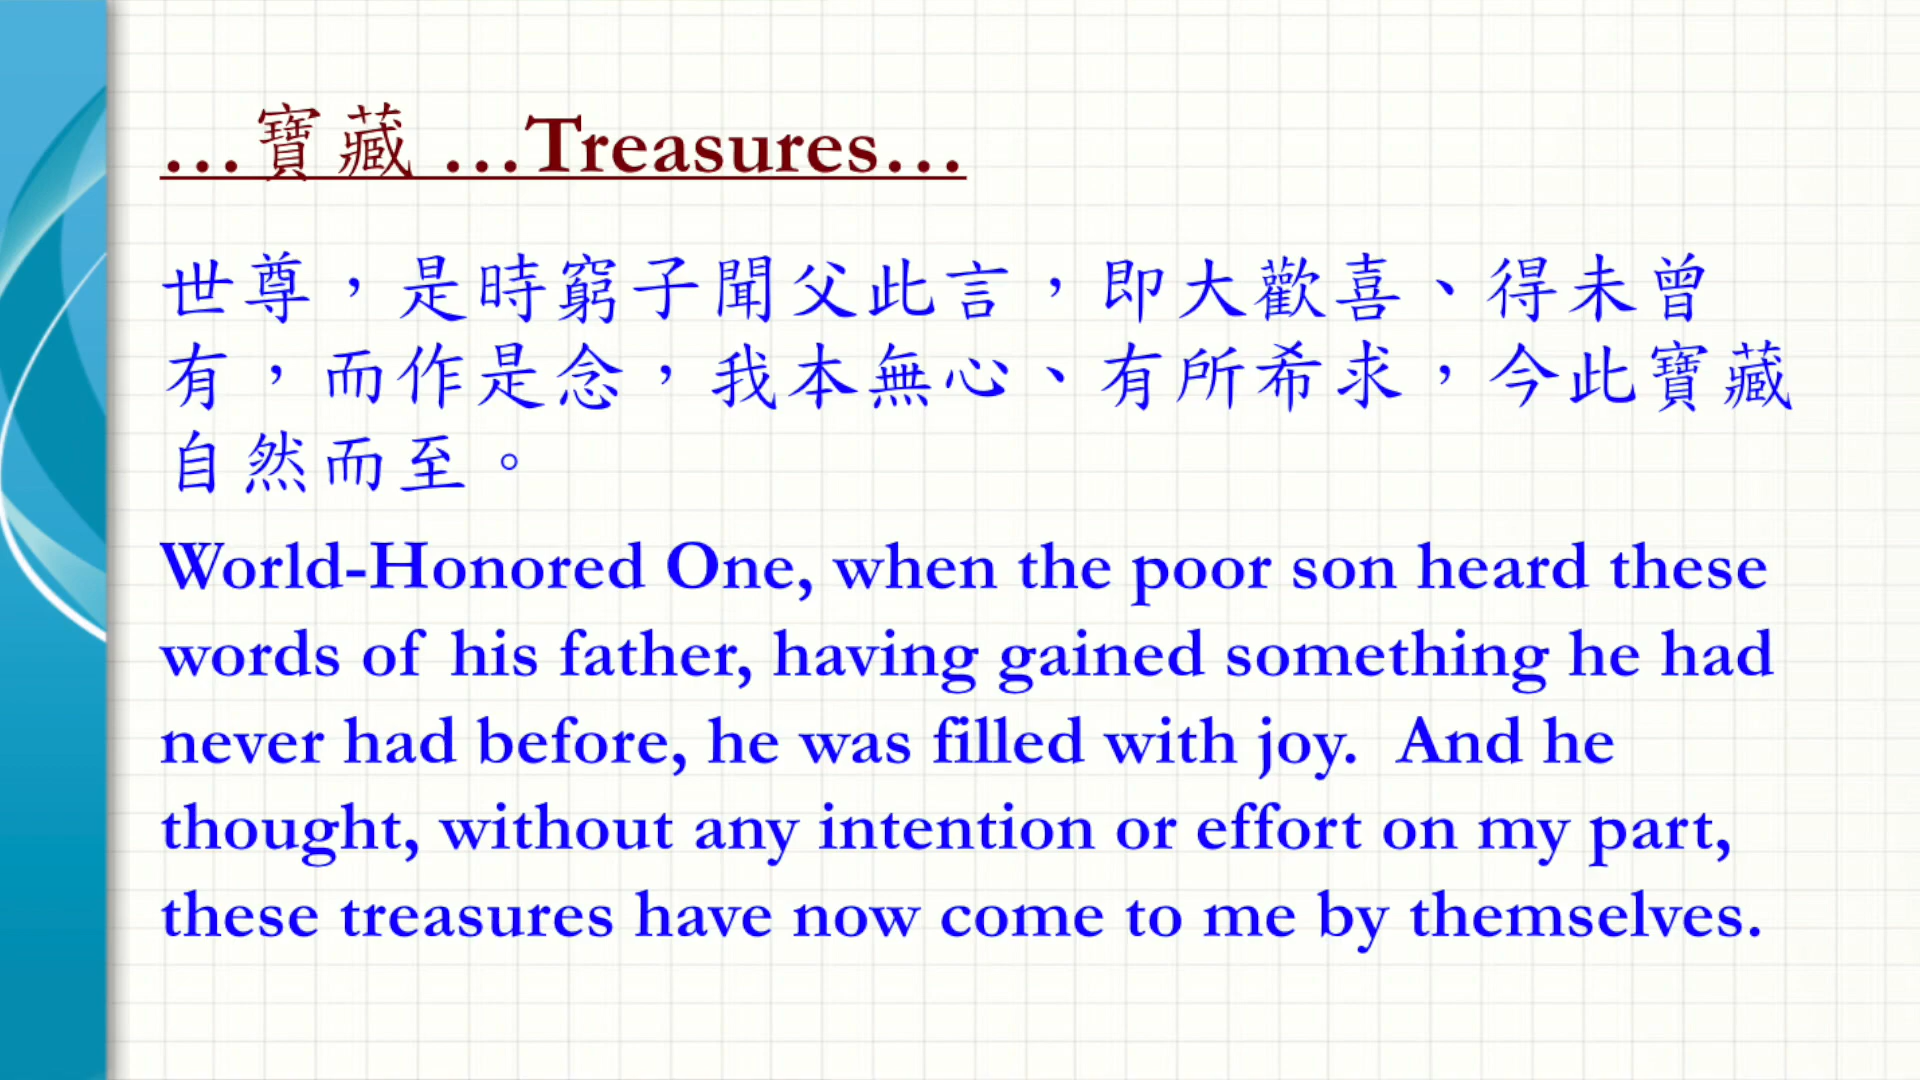 …寶藏 …Treasures…
世尊，是時窮子聞父此言，即大歡喜、得未曾
有，而作是念，我本無心、有所希求，今此寶藏
自然而至。
World-Honored One, when the poor son heard these
words of his father, having gained something he had
never had before, he was filled with joy.  And he
thought, without any intention or effort on my part,
these treasures have now come to me by themselves.